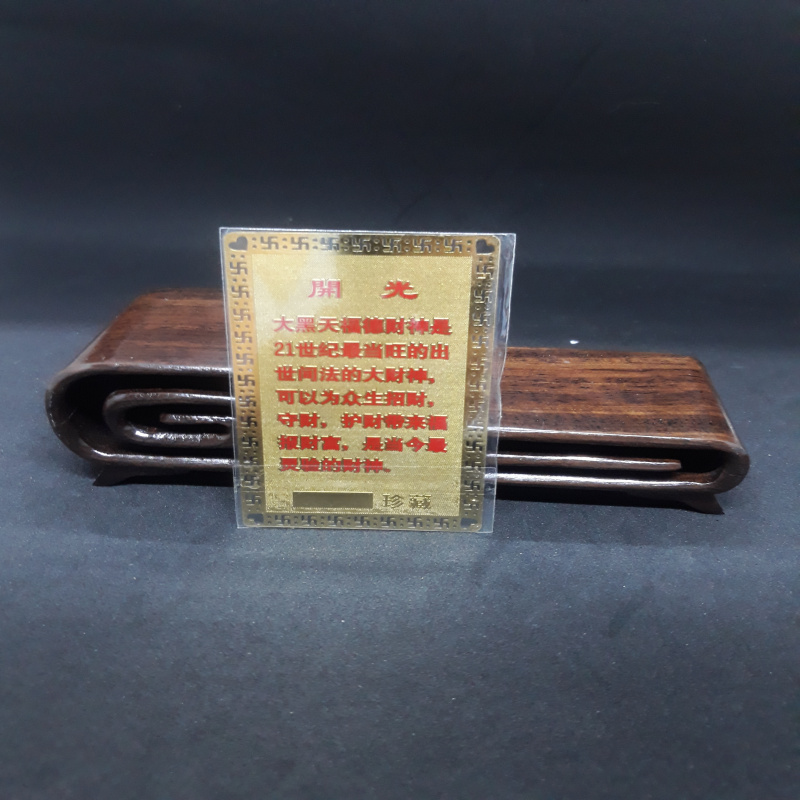 開 光
大黑天福德财神是
21世纪最当旺的出
世间法的大财神,
可以为众生招财,
守财,护财带来福
报财富,是当今最
灵验的财神。
珍藏